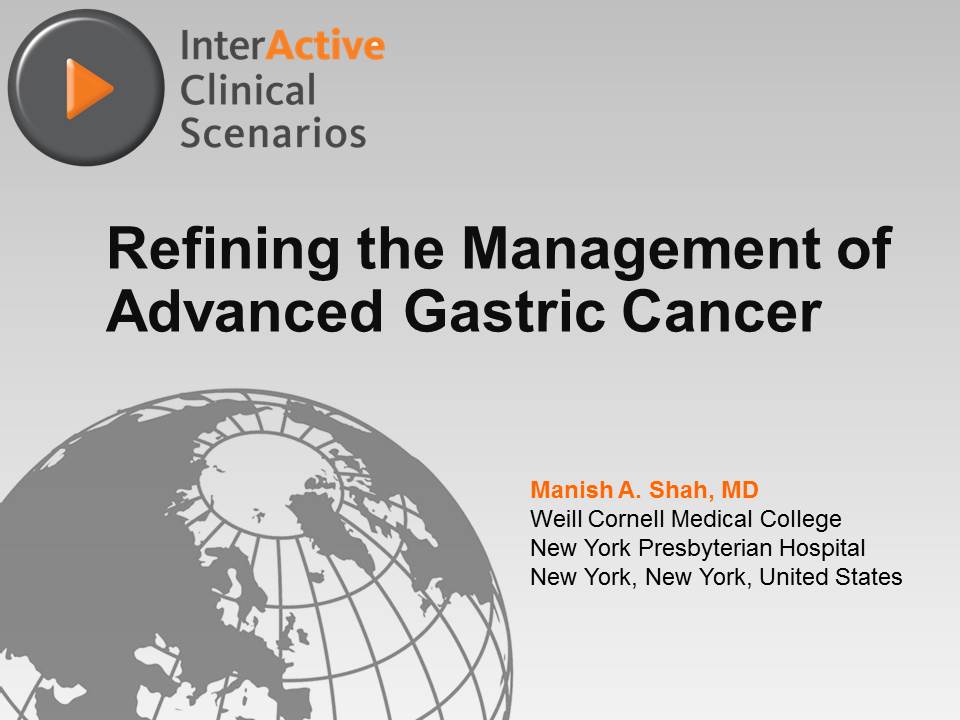 InterActive
Clinical
Scenarios
Refining the Management of
Advanced Gastric Cancer
Manish A. Shah, MD
Weill Cornell Medical College
New York Presbyterian Hospital
New York, New York, United States